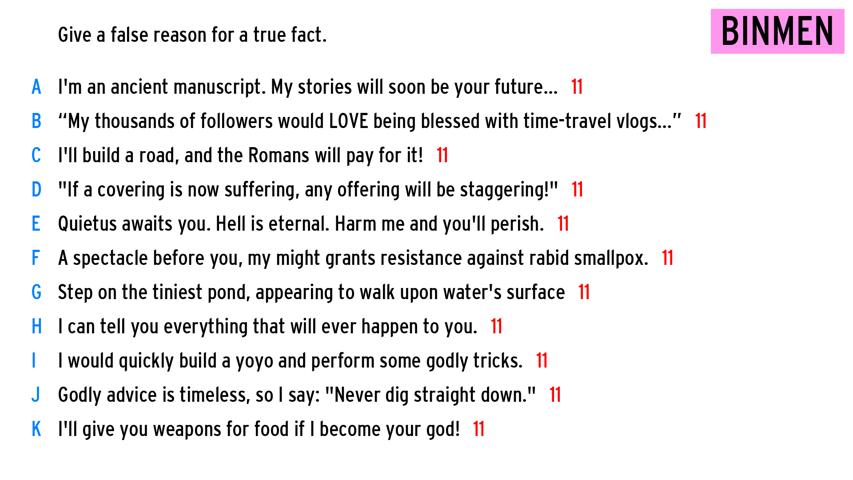 Give a false reason for a true fact.
BINMEN
A I'm an ancient manuscript. My stories will soon be your future... 11
B “My thousands of followers would LOVE being blessed with time-travel vlogs...” 11
C I'll build a road, and the Romans will pay for it! 11
D "If a covering is now suffering, any offering will be staggering!" 11
E Quietus awaits you. Hell is eternal. Harm me and you'll perish. 11
F A spectacle before you, my might grants resistance against rabid smallpox. 11
G Step on the tiniest pond, appearing to walk upon water's surface 11
H I can tell you everything that will ever happen to you. 11
I I would quickly build a yoyo and perform some godly tricks. 11
J Godly advice is timeless, so I say: "Never dig straight down." 11
K I'll give you weapons for food if I become your god! 11